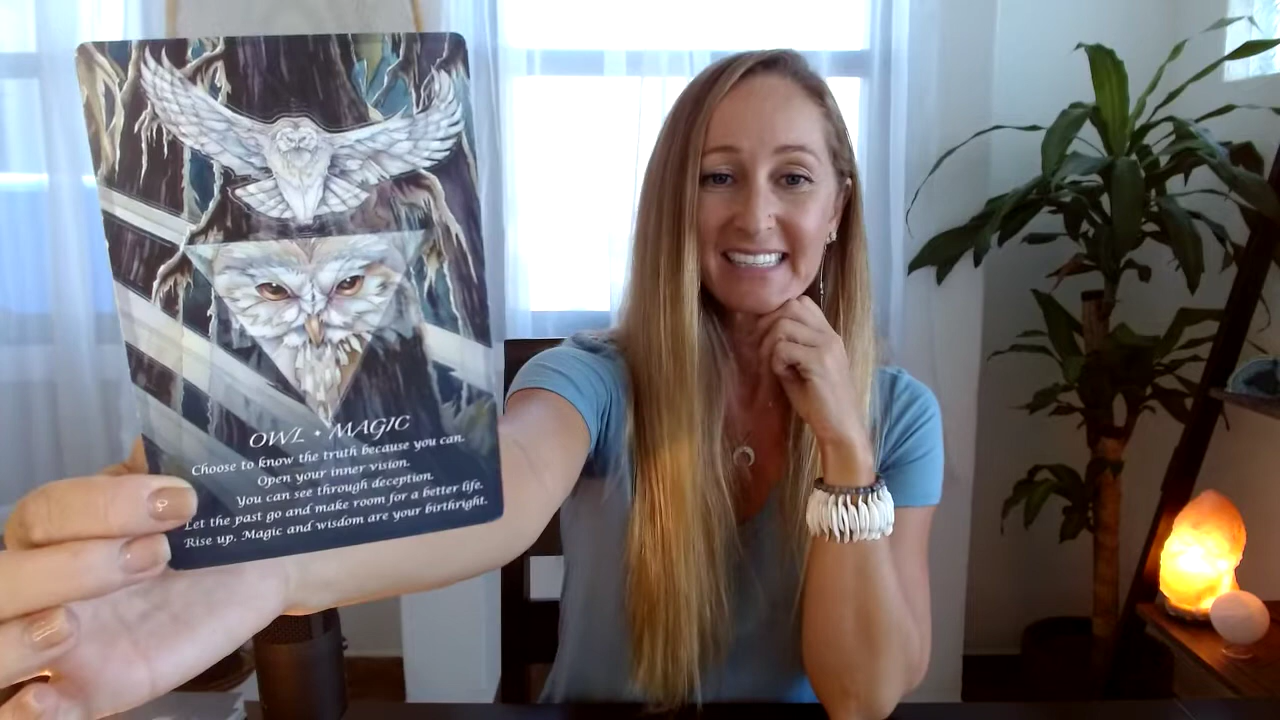 OWL • MAGIC
Choose to know the truth because you can.
Open your inner vision.
You can see through deception.
Let the past go and make room for a better life.
Rise up. Magic and wisdom are your birthright.